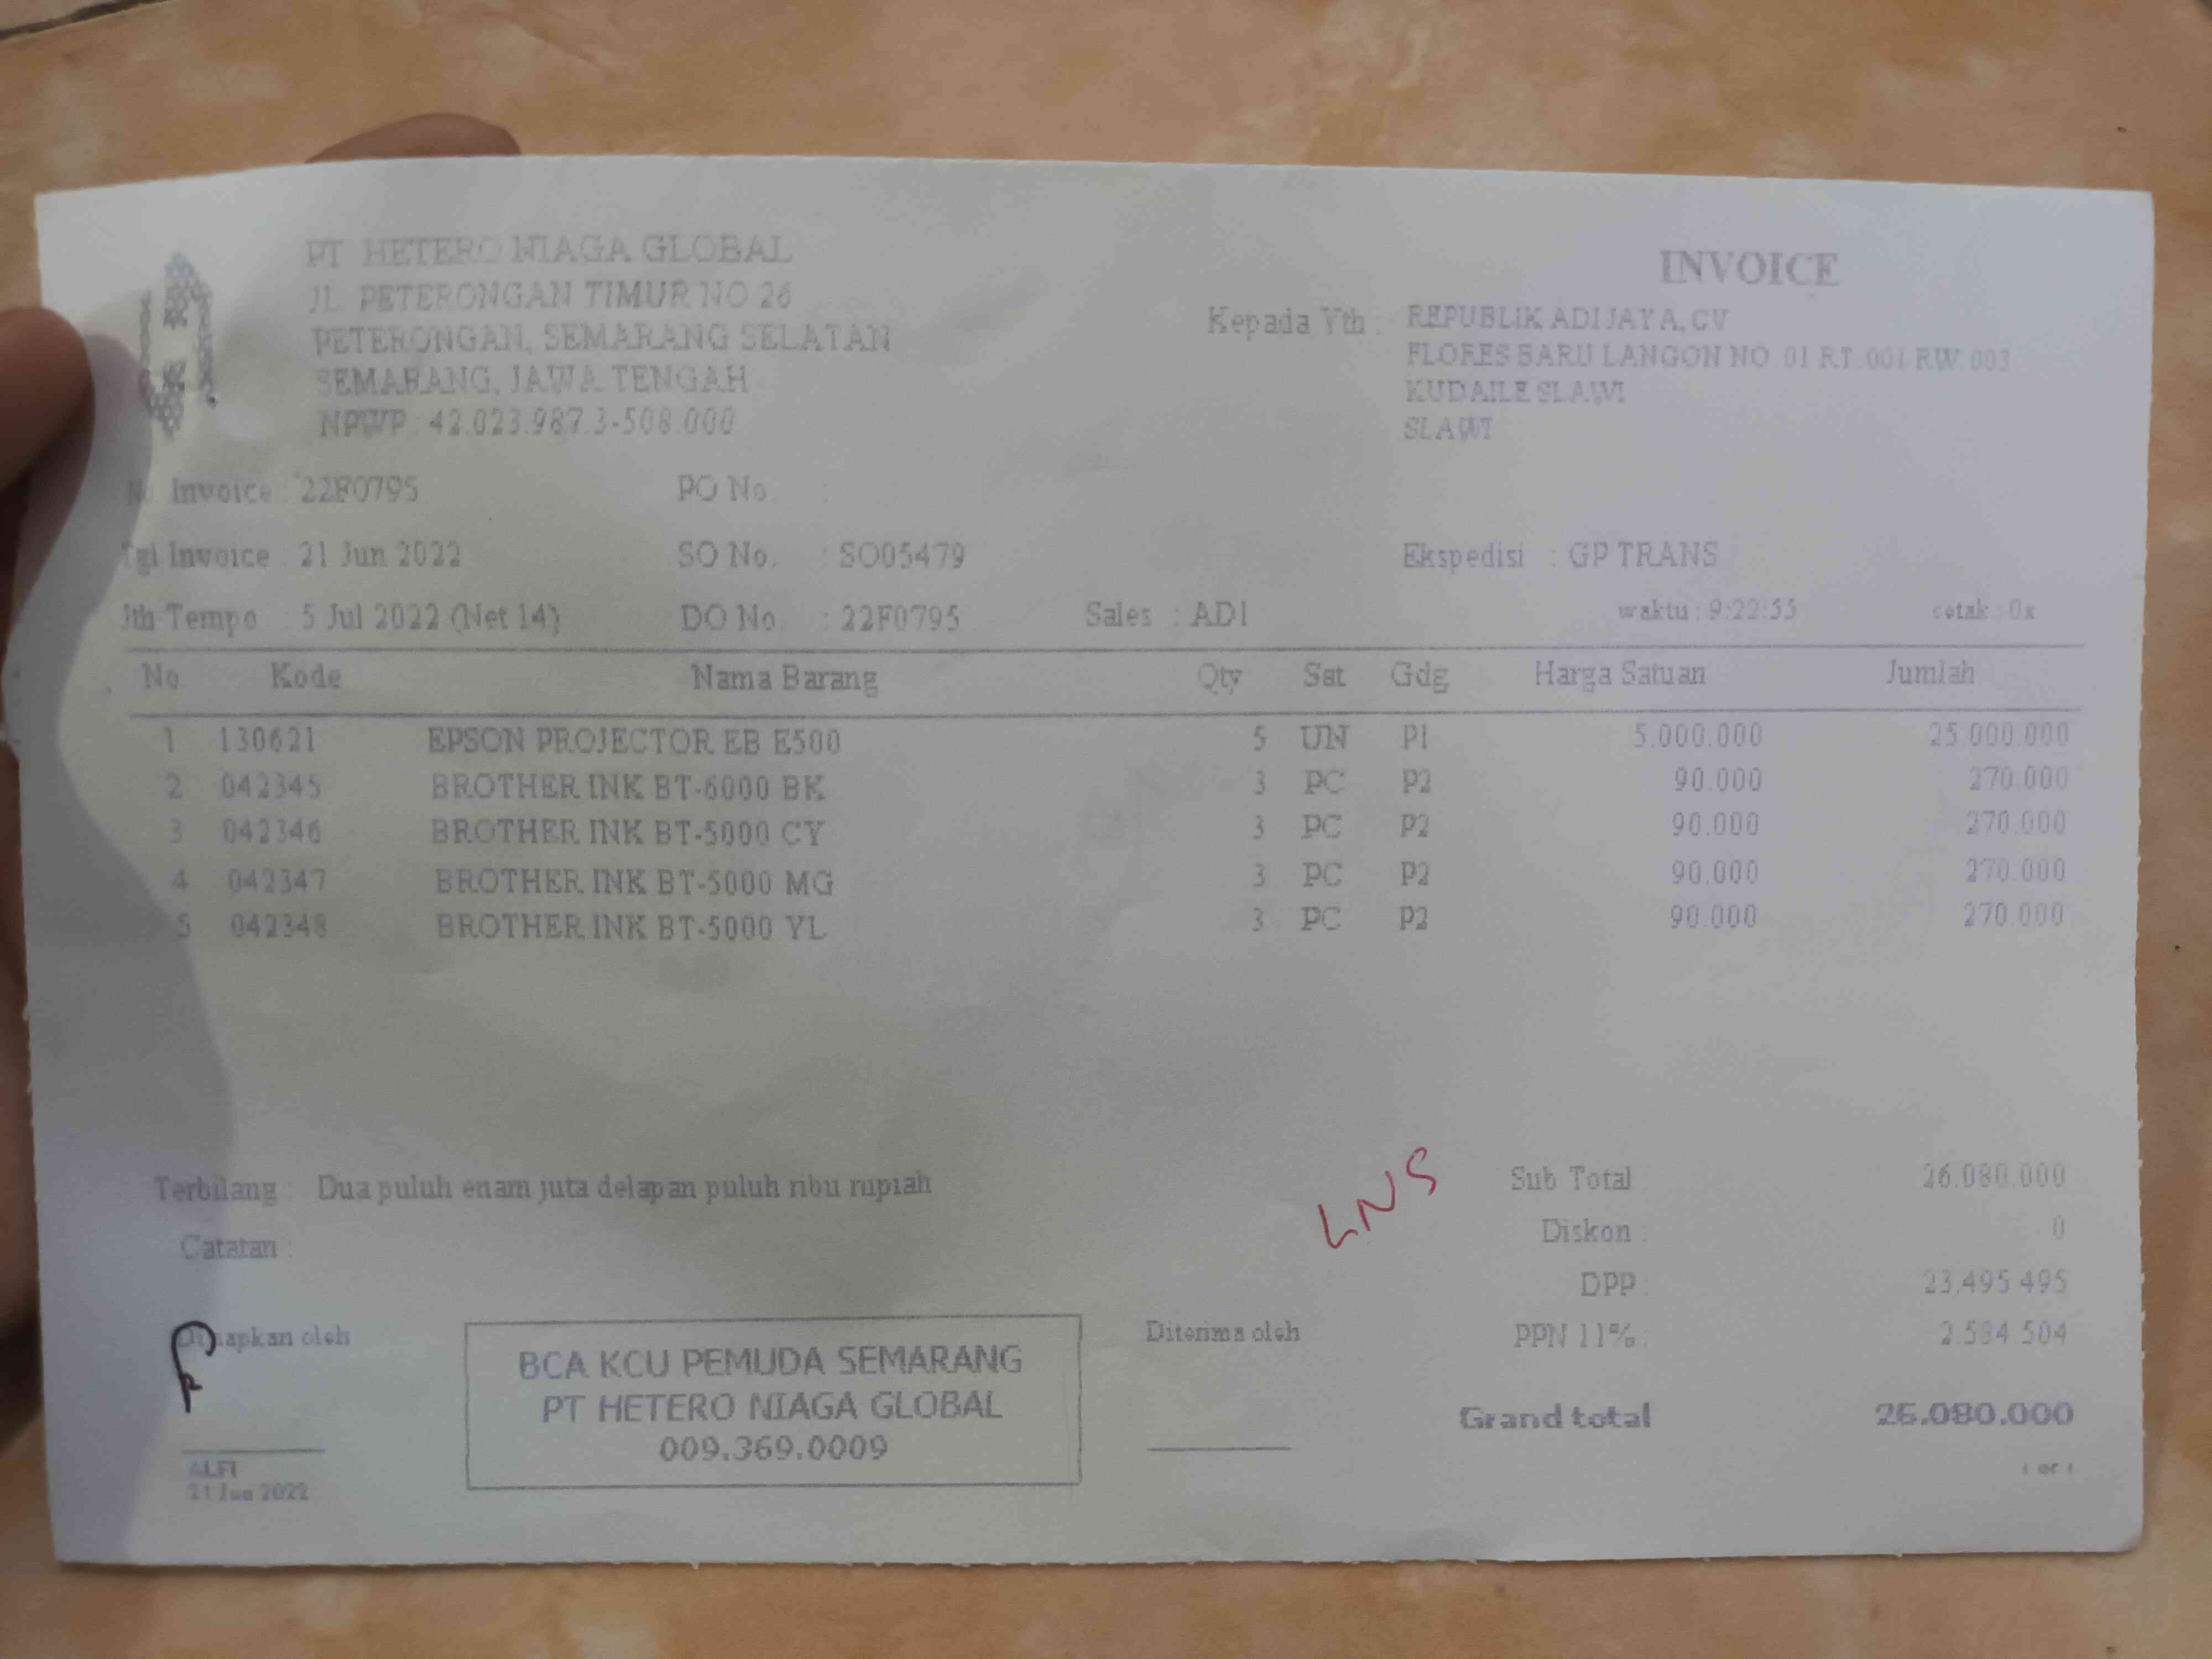 PT HETERO NIAGA GLOBAL
JL. PETERONGAN TIMUR NO 26
PETERONGAN, SEMARANG SELATAN
SEMARANG, JAWA TENGAH
NPWP : 42.023.987.3-508.000
INVOICE
Kepada Yth : REPUBLIK ADIJAYA, CV
FLORES BARU LANGON NO 01 RT 001 RW 003
KUDAILE SLAWI
SLAWI
No Invoice : 22F0795 PO No. :
Tgl Invoice : 21 Jun 2022 SO No. : SO05479 Ekspedisi : GP TRANS
Jth Tempo : 5 Jul 2022 (Net 14) DO No. : 22F0795 Sales : ADI waktu : 9:22:55 cetak : 0x
No Kode Nama Barang Qty Sat Gdg Harga Satuan Jumlah
1 130621 EPSON PROJECTOR EB E500 5 UN P1 5.000.000 25.000.000
2 042345 BROTHER INK BT-6000 BK 3 PC P2 90.000 270.000
3 042346 BROTHER INK BT-5000 CY 3 PC P2 90.000 270.000
4 042347 BROTHER INK BT-5000 MG 3 PC P2 90.000 270.000
5 042348 BROTHER INK BT-5000 YL 3 PC P2 90.000 270.000
Terbilang : Dua puluh enam juta delapan puluh ribu rupiah
Catatan :
LNS
Sub Total 26.080.000
Diskon : 0
DPP : 23.495.495
PPN 11% : 2.584.504
Grand total 26.080.000
1 of 1
Disiapkan oleh
ALFI
21 Jun 2022
BCA KCU PEMUDA SEMARANG
PT HETERO NIAGA GLOBAL
009.369.0009
Diterima oleh